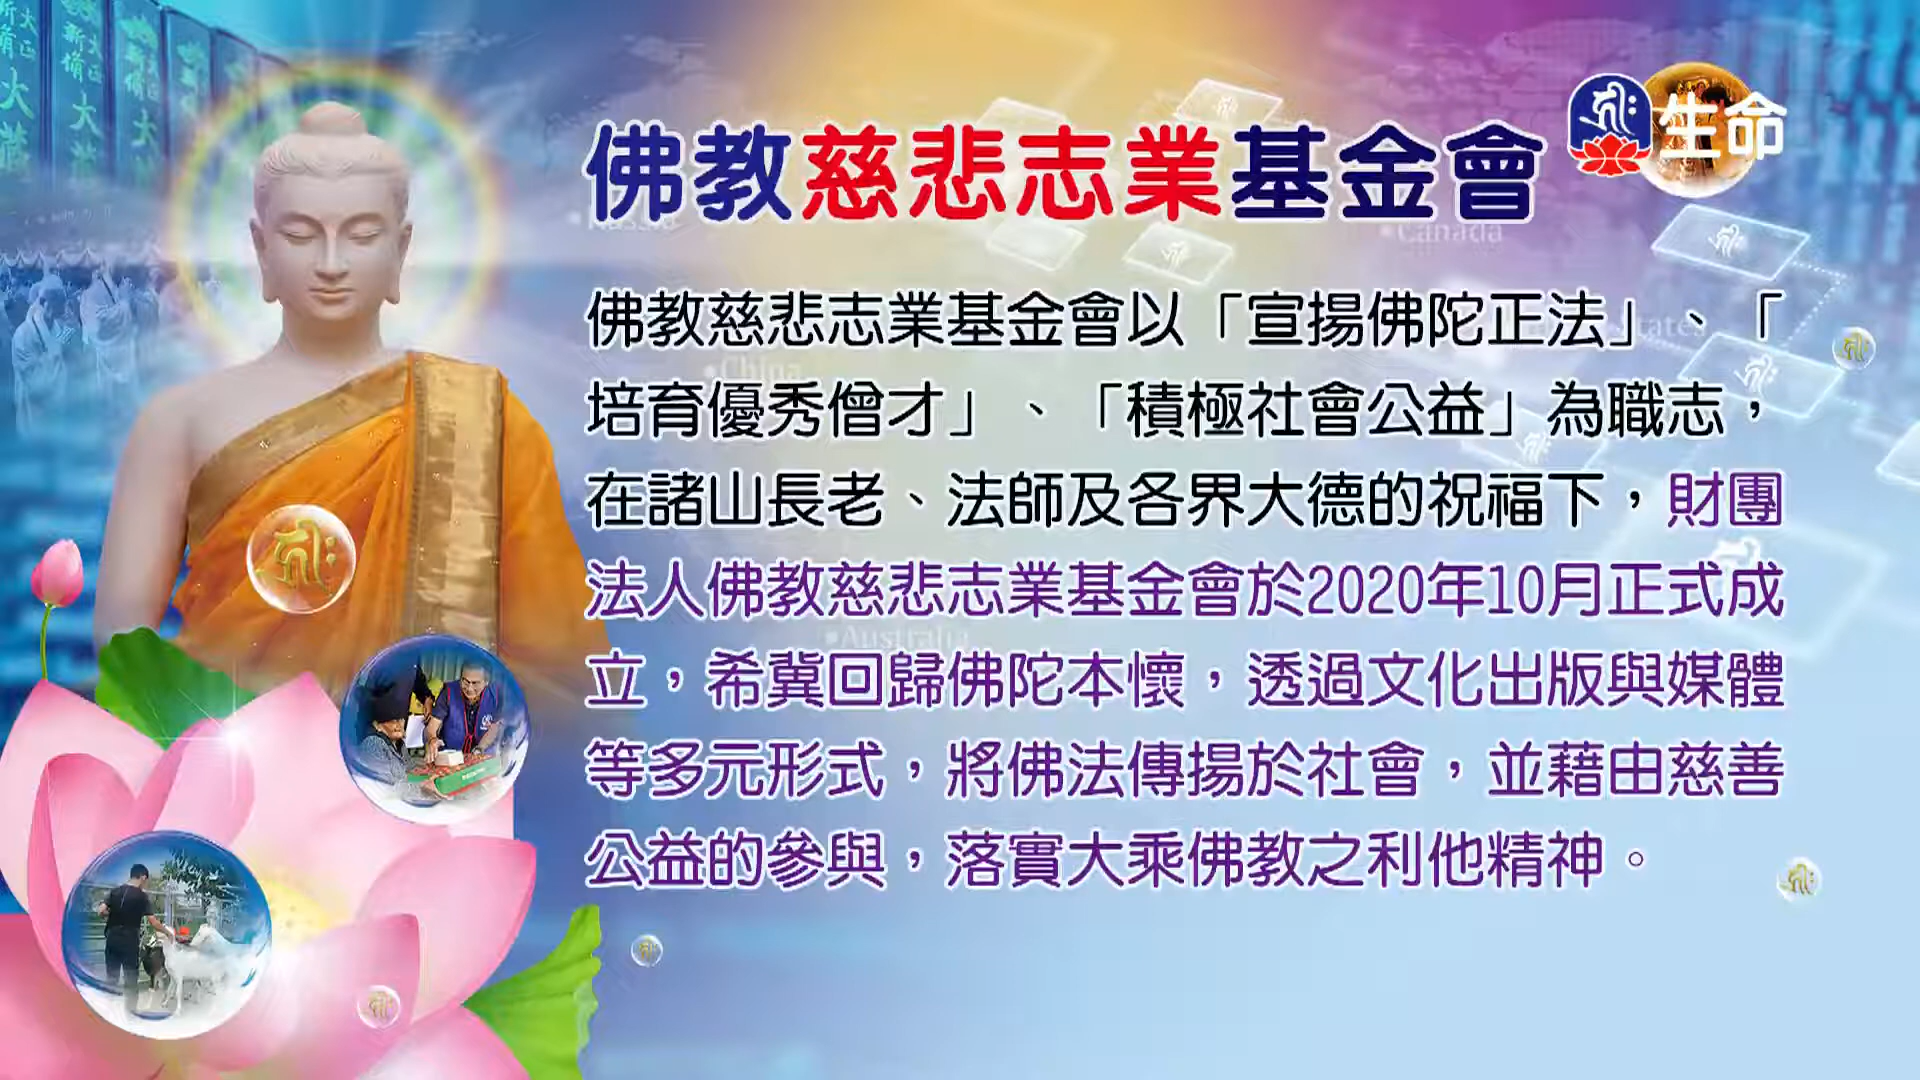 佛教慈悲志業基金會
生命
佛教慈悲志業基金會以「宣揚佛陀正法」、「
培育優秀僧才」、「積極社會公益」為職志，
在諸山長老、法師及各界大德的祝福下，財團
法人佛教慈悲志業基金會於2020年10月正式成
立，希冀回歸佛陀本懷，透過文化出版與媒體
等多元形式，將佛法傳揚於社會，並藉由慈善
公益的參與，落實大乘佛教之利他精神。
Canada
China
Australia